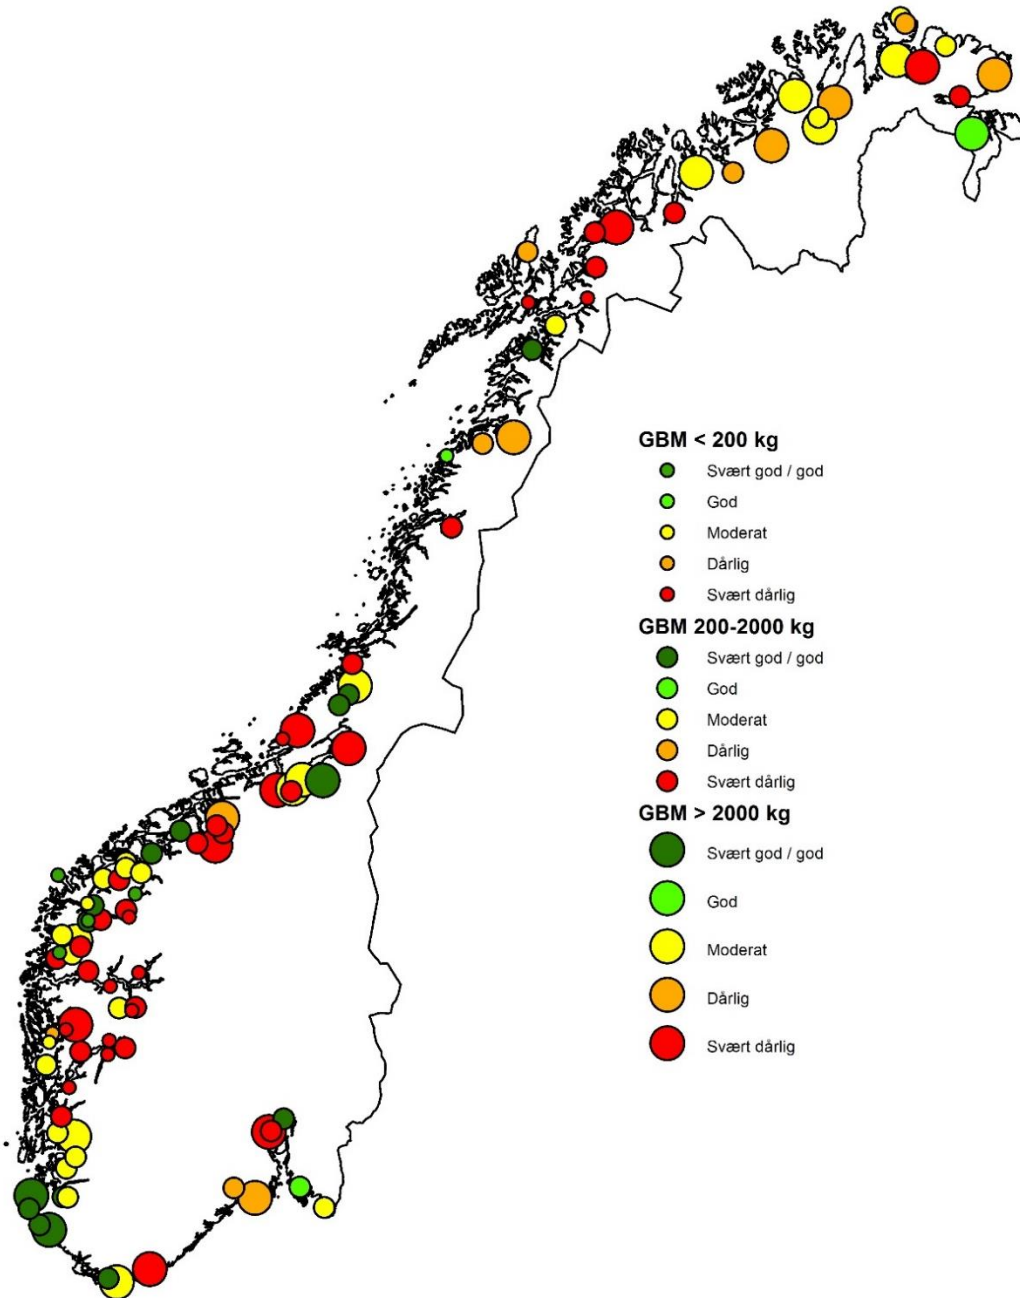 GBM < 200 kg
Svært god / god
God
Moderat
Dårlig
Svært dårlig
GBM 200-2000 kg
Svært god / god
God
Moderat
Dårlig
Svært dårlig
GBM > 2000 kg
Svært god / god
God
Moderat
Dårlig
Svært dårlig